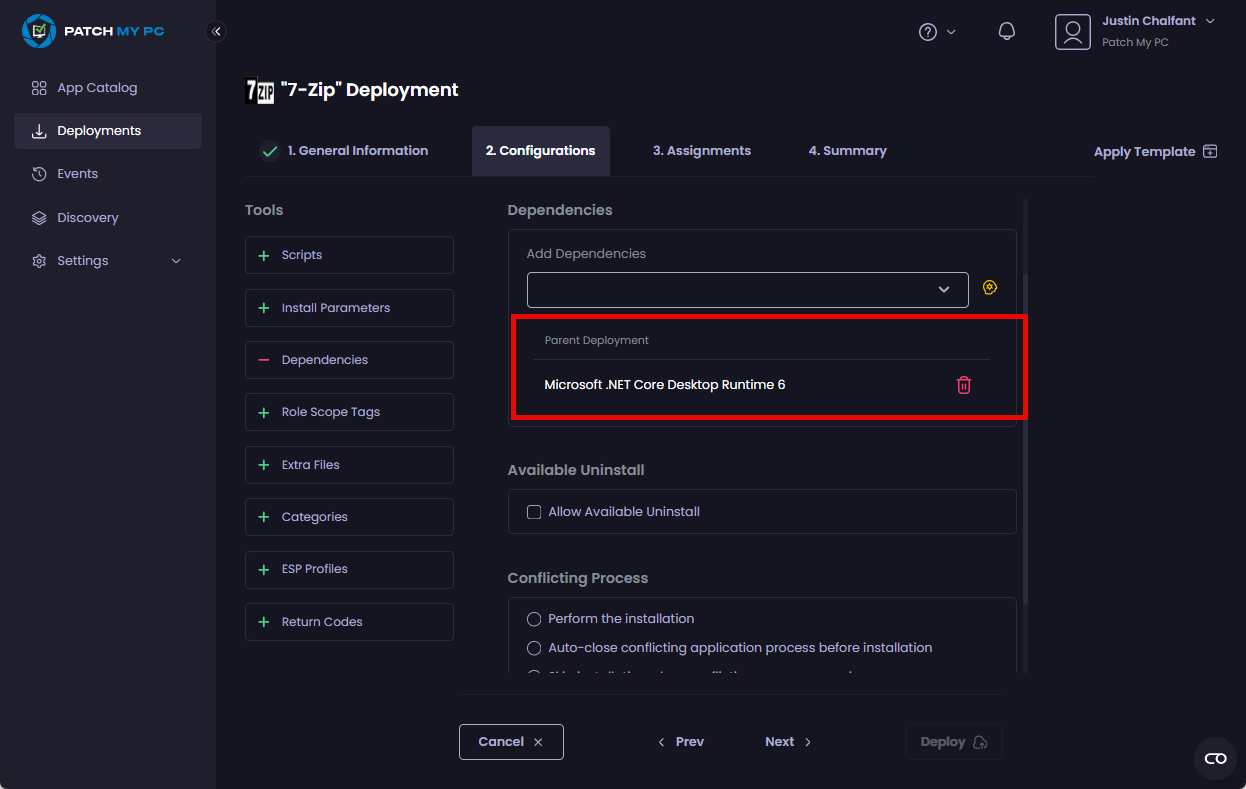 PATCH MY PC
Justin Chalfant
Patch My PC
App Catalog
Deployments
Events
Discovery
Settings
7ZIP "7-Zip" Deployment
1. General Information
2. Configurations
3. Assignments
4. Summary
Apply Template
Tools
Scripts
Install Parameters
Dependencies
Role Scope Tags
Extra Files
Categories
ESP Profiles
Return Codes
Dependencies
Add Dependencies
Parent Deployment
Microsoft .NET Core Desktop Runtime 6
Available Uninstall
Allow Available Uninstall
Conflicting Process
Perform the installation
Auto-close conflicting application process before installation
Cancel
Prev
Next
Deploy